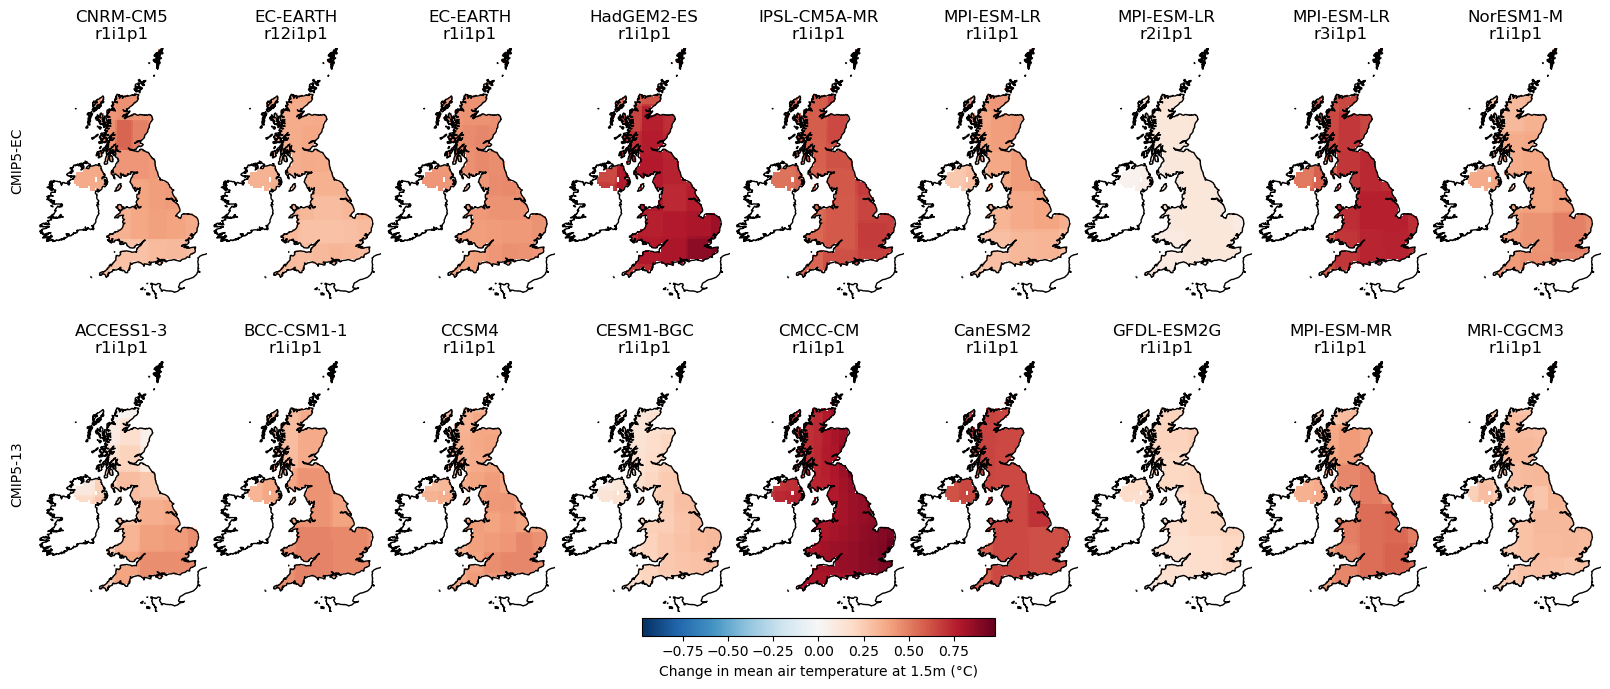 CNRM-CM5 EC-EARTH EC-EARTH HadGEM2-ES IPSL-CM5A-MR MPI-ESM-LR MPI-ESM-LR MPI-ESM-LR NorESM1-M
r1i1p1 r12i1p1 r1i1p1 r1i1p1 r1i1p1 r1i1p1 r2i1p1 r3i1p1 r1i1p1
CMIP5-EC
ACCESS1-3 BCC-CSM1-1 CCSM4 CESM1-BGC CMCC-CM CanESM2 GFDL-ESM2G MPI-ESM-MR MRI-CGCM3
r1i1p1 r1i1p1 r1i1p1 r1i1p1 r1i1p1 r1i1p1 r1i1p1 r1i1p1 r1i1p1
CMIP5-13
−0.75 −0.50 −0.25 0.00 0.25 0.50 0.75
Change in mean air temperature at 1.5m (°C)